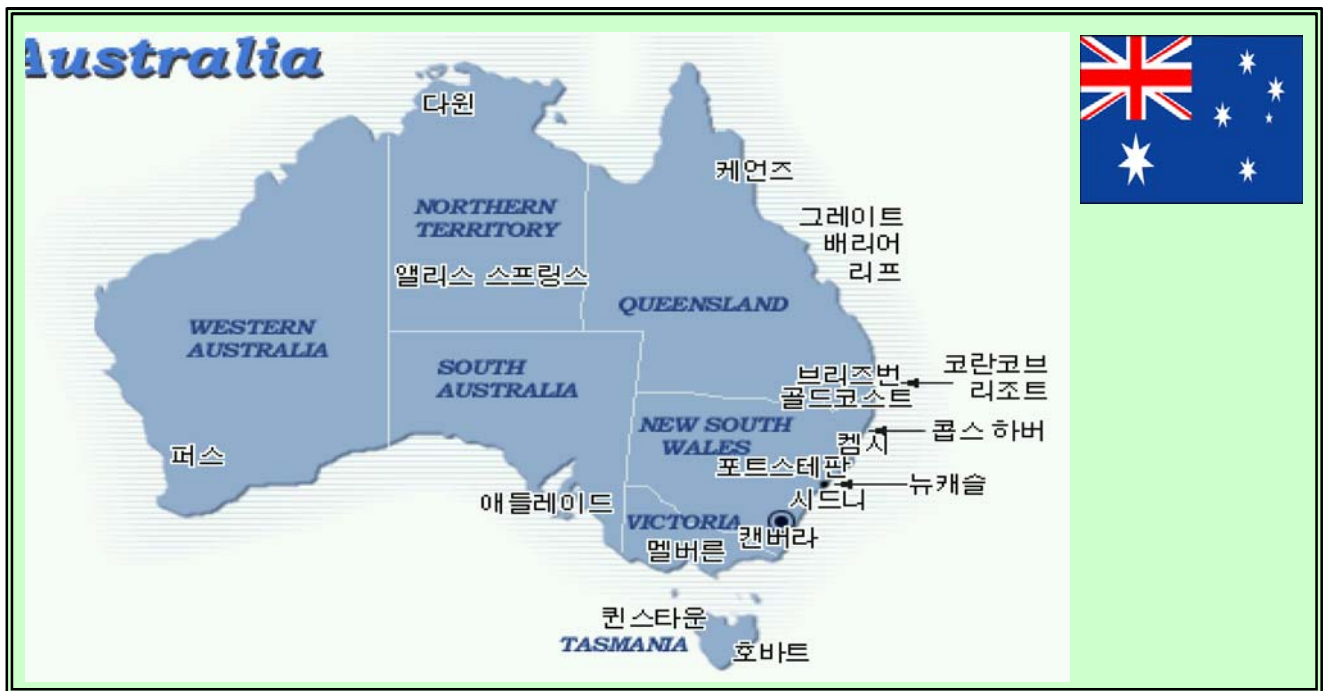 Australia
다윈
케언즈
NORTHERN
TERRITORY
그레이트
배리어
리프
앨리스 스프링스
QUEENSLAND
WESTERN
AUSTRALIA
SOUTH
AUSTRALIA
브리즈번
골드코스트
코란코브
리조트
NEW SOUTH
WALES
콥스 하버
켐시
포트스테판
퍼스
뉴캐슬
시드니
애들레이드
VICTORIA
캔버라
멜버른
퀸스타운
TASMANIA
호바트